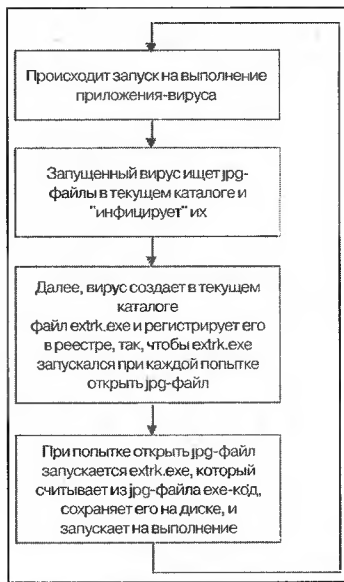 Происходит запуск на выполнение
приложения-вируса
Запущенный вирус ищет jpg-
файлы в текущем каталоге и
"инфицирует" их
Далее, вирус создает в текущем
каталоге
файл extrk.exe и регистрирует его
в реестре, так, чтобы extrk.exe
запускался при каждой попытке
открыть jpg-файл
При попытке открыть jpg-файл
запускается extrk.exe, который
считывает из jpg-файла exe-код,
сохраняет его на диске, и
запускает на выполнение